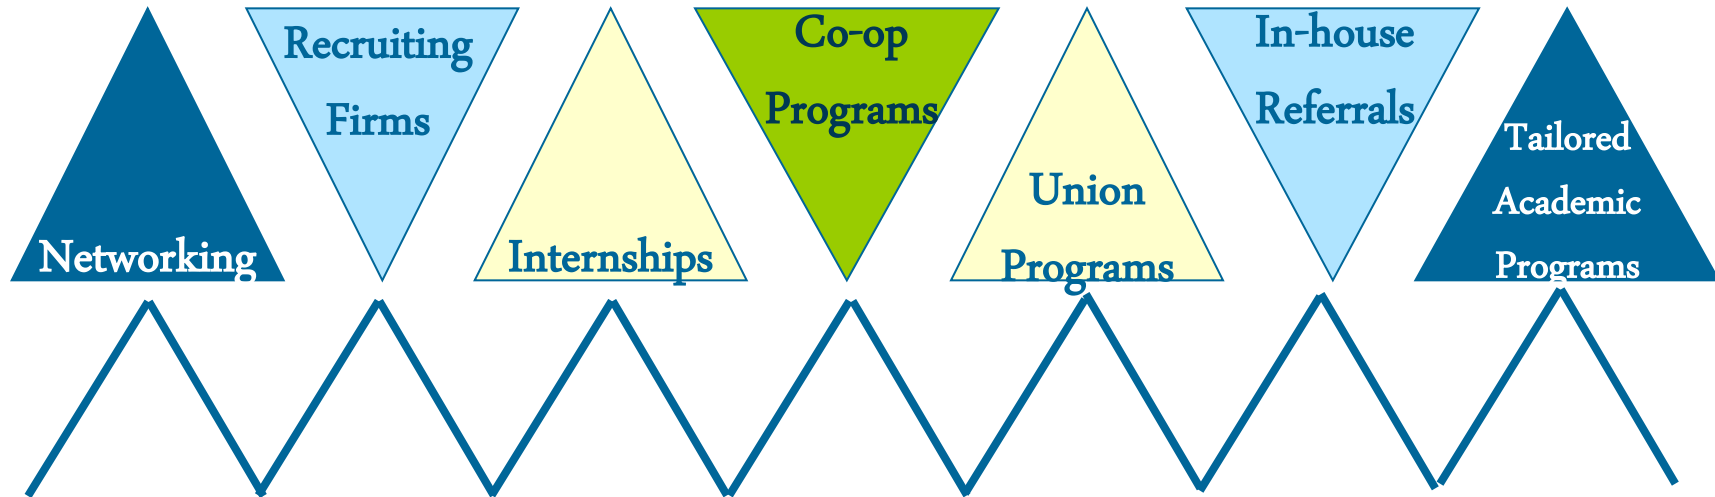 Networking
Recruiting
Firms
Internships
Co-op
Programs
Union
Programs
In-house
Referrals
Tailored
Academic
Programs